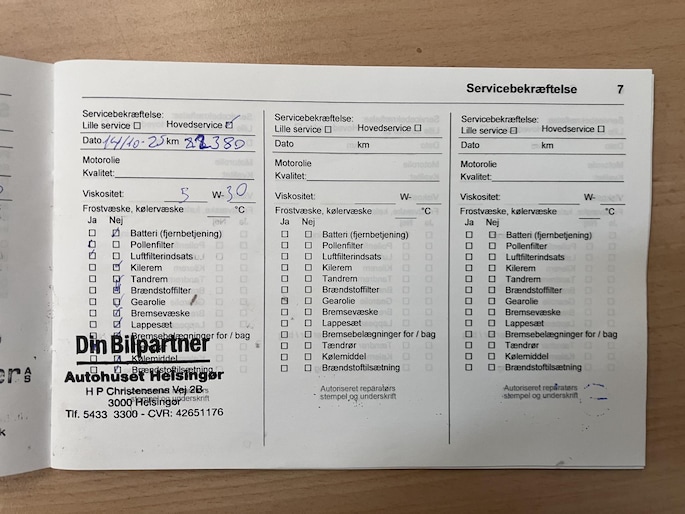 Servicebekræftelse 7
Servicebekræftelse:
Lille service ☐ Hovedservice ☑
Dato 14/10-25 km 22380
Motorolie
Kvalitet:
Viskositet: 5 W-30
Frostvæske, kølervæske °C
Ja Nej
Batteri (fjernbetjening)
Pollenfilter
Luftfilterindsats
Kilerem
Tandrem
Brændstoffilter
Gearolie
Bremsevæske
Lappesæt
Bremsebelægninger for / bag
Din Bilpartner
Kølemiddel
Brændstoftilsætning
Autohuset Helsingør
H P Christensens Vej 2B
3000 Helsingør
Tlf. 5433 3300 - CVR: 42651176
Servicebekræftelse:
Lille service ☐ Hovedservice ☐
Dato km
Motorolie
Kvalitet:
Viskositet: W-
Frostvæske, kølervæske °C
Ja Nej
Batteri (fjernbetjening)
Pollenfilter
Luftfilterindsats
Kilerem
Tandrem
Brændstoffilter
Gearolie
Bremsevæske
Lappesæt
Bremsebelægninger for / bag
Tændrør
Kølemiddel
Brændstoftilsætning
Autoriseret reparatørs
stempel og underskrift
Servicebekræftelse:
Lille service ☐ Hovedservice ☐
Dato km
Motorolie
Kvalitet:
Viskositet: W-
Frostvæske, kølervæske °C
Ja Nej
Batteri (fjernbetjening)
Pollenfilter
Luftfilterindsats
Kilerem
Tandrem
Brændstoffilter
Gearolie
Bremsevæske
Lappesæt
Bremsebelægninger for / bag
Tændrør
Kølemiddel
Brændstoftilsætning
Autoriseret reparatørs
stempel og underskrift